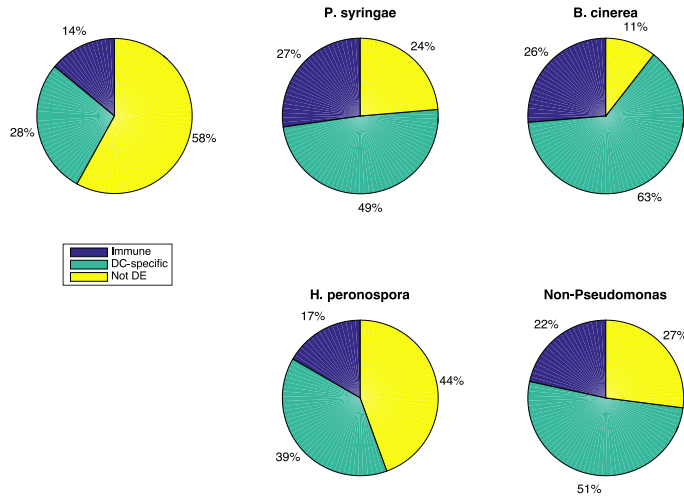 14%
28%
58%
P. syringae
27%
24%
49%
B. cinerea
26%
11%
63%
Immune
DC-specific
Not DE
H. peronospora
17%
44%
39%
Non-Pseudomonas
22%
27%
51%